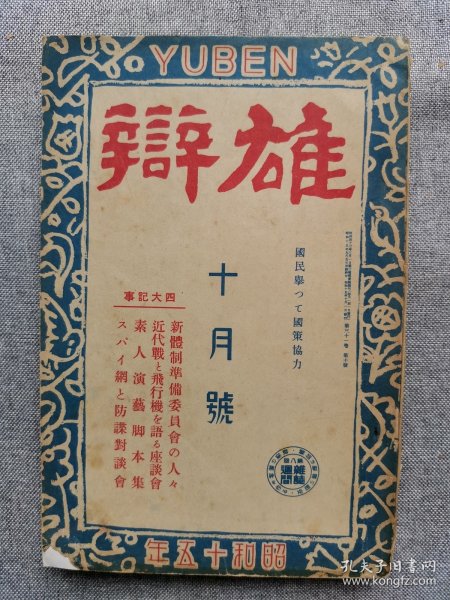 YUBEN
雄辯
國民擧つて國策協力
十月號
四大記事
新體制準備委員會の人々
近代戰と飛行機を語る座談會
素人演藝脚本集
スパイ網と防諜對談會
昭和十五年
孔夫子旧书网